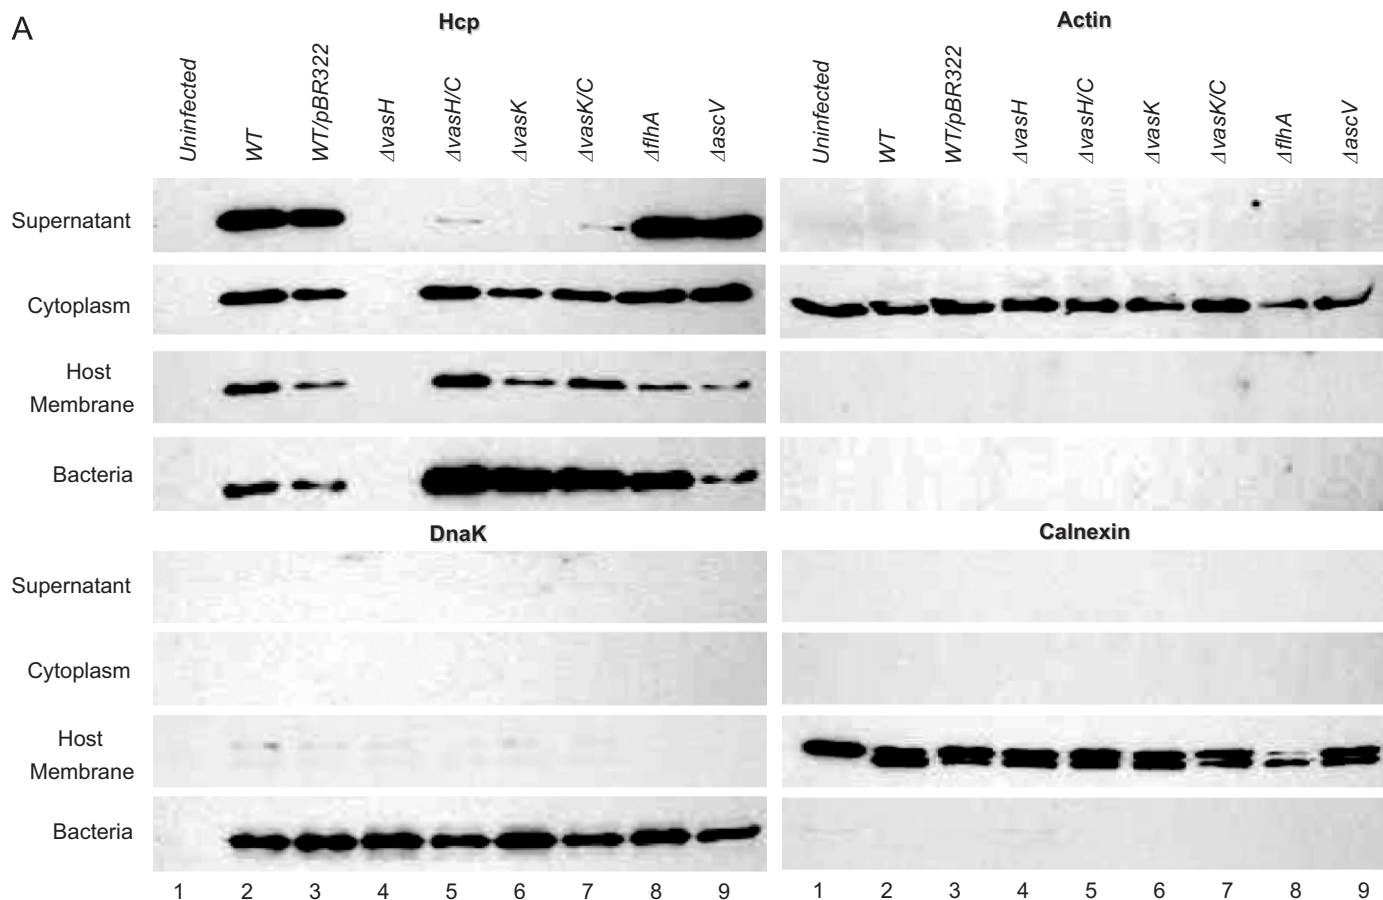 A
Hcp
Actin
Uninfected WT WT/pBR322 ΔvasH ΔvasH/C ΔvasK ΔvasK/C ΔflhA ΔascV
Uninfected WT WT/pBR322 ΔvasH ΔvasH/C ΔvasK ΔvasK/C ΔflhA ΔascV
Supernatant
Cytoplasm
Host
Membrane
Bacteria
DnaK
Calnexin
Supernatant
Cytoplasm
Host
Membrane
Bacteria
1 2 3 4 5 6 7 8 9
1 2 3 4 5 6 7 8 9